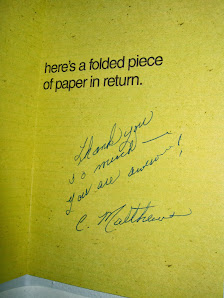 here's a folded piece
of paper in return.
Thank you
so much —
you are awesome!
C. Matthews